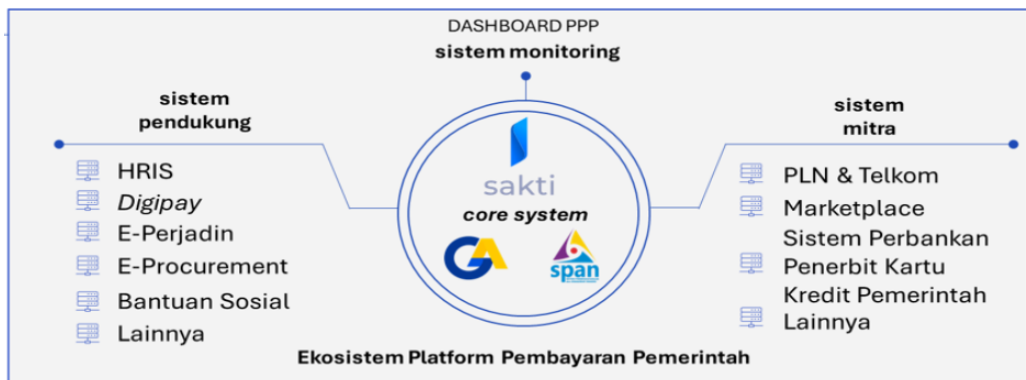 DASHBOARD PPP
sistem monitoring
sistem
pendukung
HRIS
Digipay
E-Perjadin
E-Procurement
Bantuan Sosial
Lainnya
sakti
core system
GA
span
sistem
mitra
PLN & Telkom
Marketplace
Sistem Perbankan
Penerbit Kartu
Kredit Pemerintah
Lainnya
Ekosistem Platform Pembayaran Pemerintah